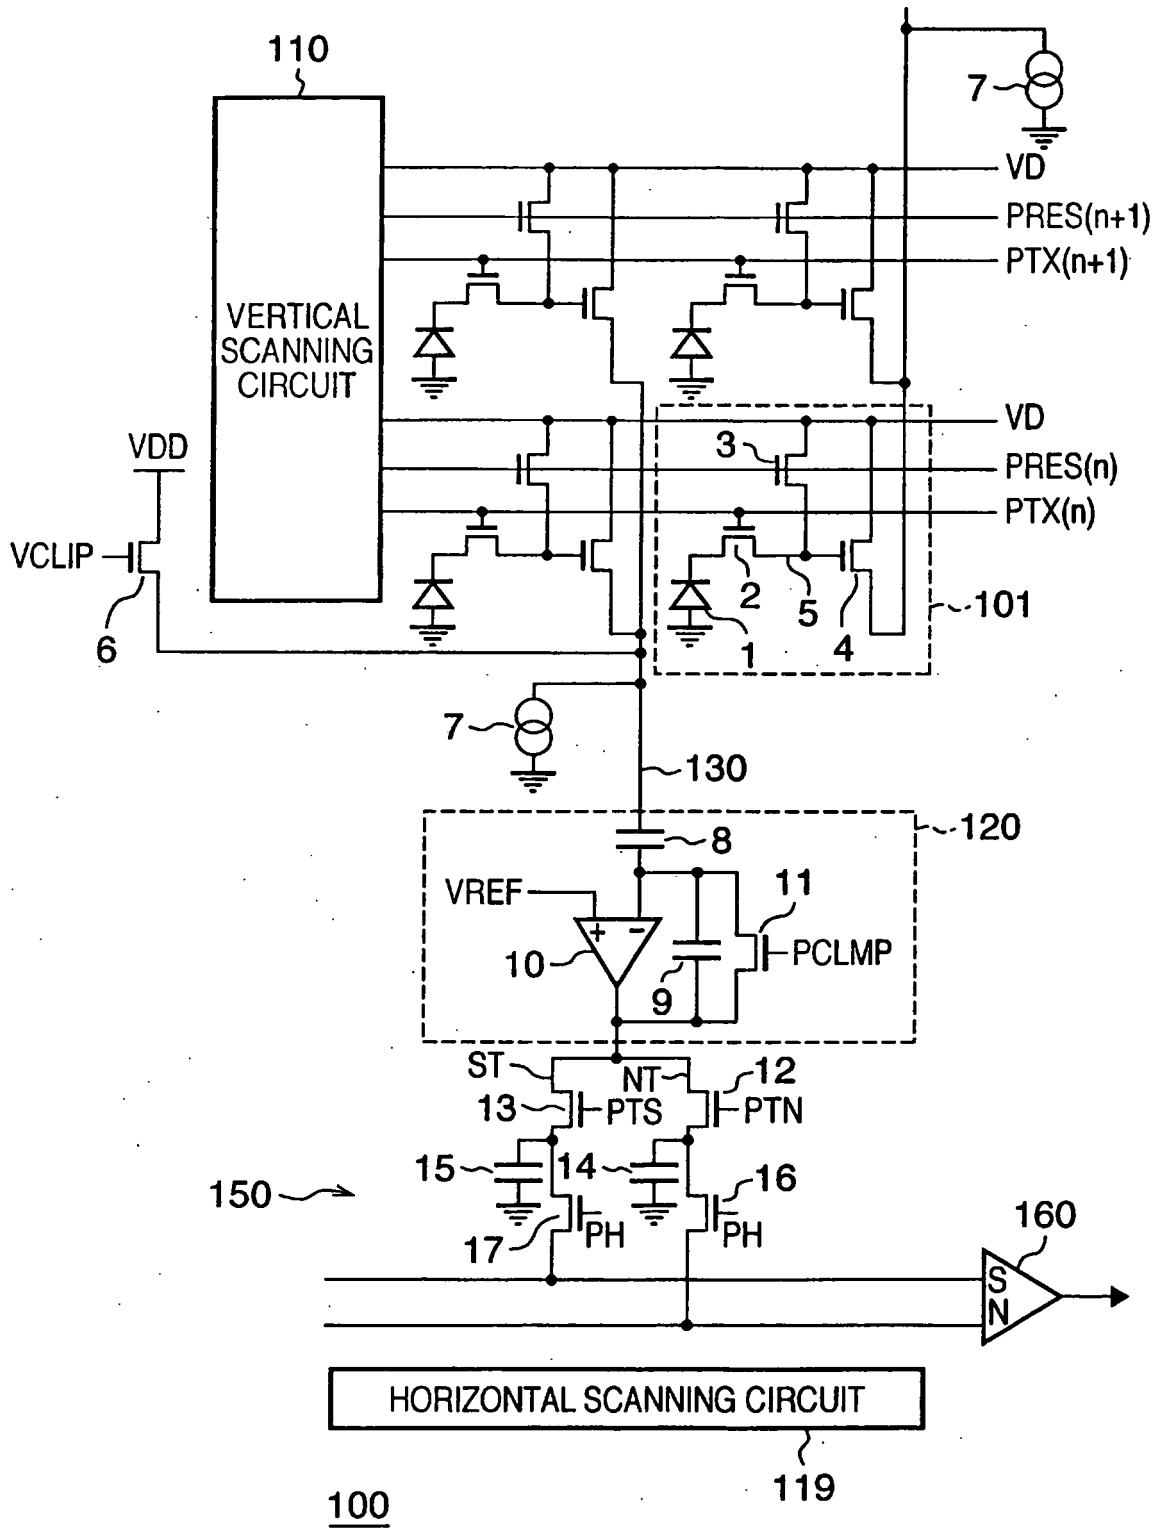 110
7
VD
PRES(n+1)
PTX(n+1)
VERTICAL
SCANNING
CIRCUIT
VD
3
PRES(n)
VDD
PTX(n)
VCLIP
2
5
6
1
4
101
7
130
8
120
VREF
11
+
−
10
PCLMP
9
ST
NT
12
13
PTS
PTN
15
14
16
150
17
PH
PH
160
S
N
HORIZONTAL SCANNING CIRCUIT
119
100